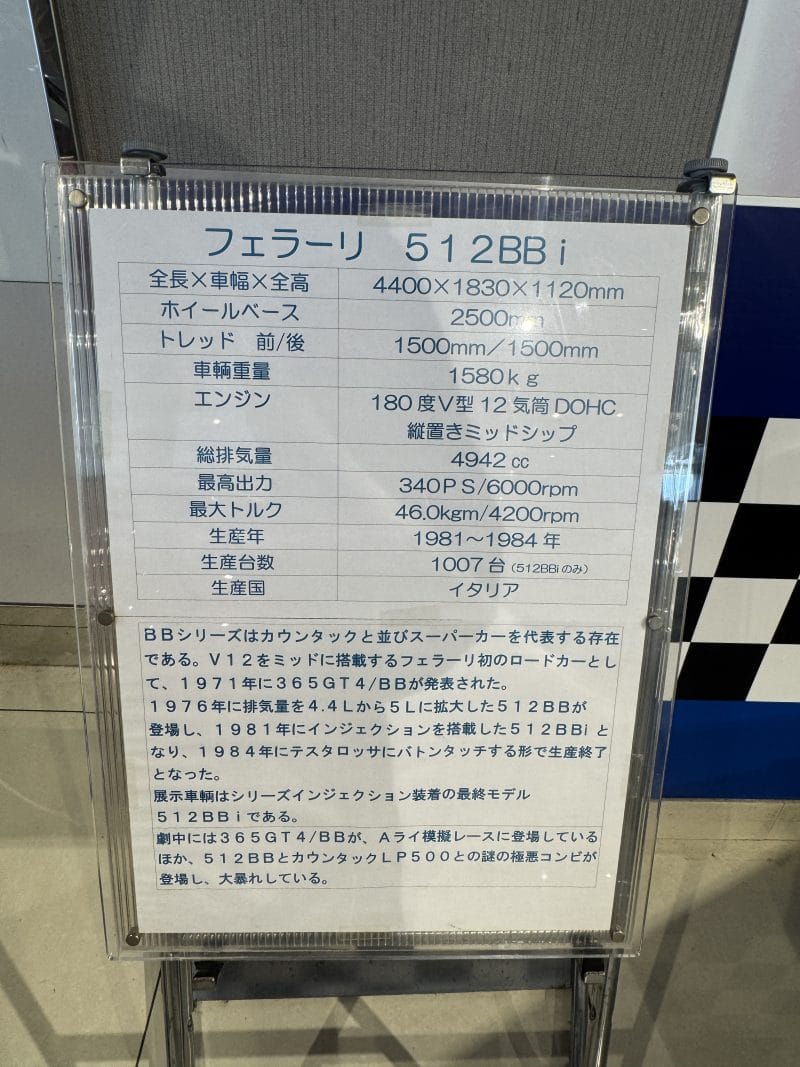 フェラーリ ５１２BBｉ
全長×車幅×全高 4400×1830×1120mm
ホイールベース 2500mm
トレッド 前/後 1500mm／1500mm
車輌重量 1580ｋｇ
エンジン 180度Ｖ型12気筒DOHC
縦置きミッドシップ
総排気量 4942㏄
最高出力 340ＰＳ/6000rpm
最大トルク 46.0kgm/4200rpm
生産年 1981～1984年
生産台数 1007台（512BBiのみ）
生産国 イタリア
ＢＢシリーズはカウンタックと並びスーパーカーを代表する存在
である。Ｖ１２をミッドに搭載するフェラーリ初のロードカーとし
て、１９７１年に３６５ＧＴ４/ＢＢが発表された。
１９７６年に排気量を４.４Ｌから５Ｌに拡大した５１２ＢＢが
登場し、１９８１年にインジェクションを搭載した５１２ＢＢｉと
なり、１９８４年にテスタロッサにバトンタッチする形で生産終了
となった。
展示車輌はシリーズインジェクション装着の最終モデル
５１２ＢＢｉである。
劇中には３６５ＧＴ４/ＢＢが、Ａライ模擬レースに登場している
ほか、５１２ＢＢとカウンタックＬＰ５００との謎の極悪コンビが
登場し、大暴れしている。